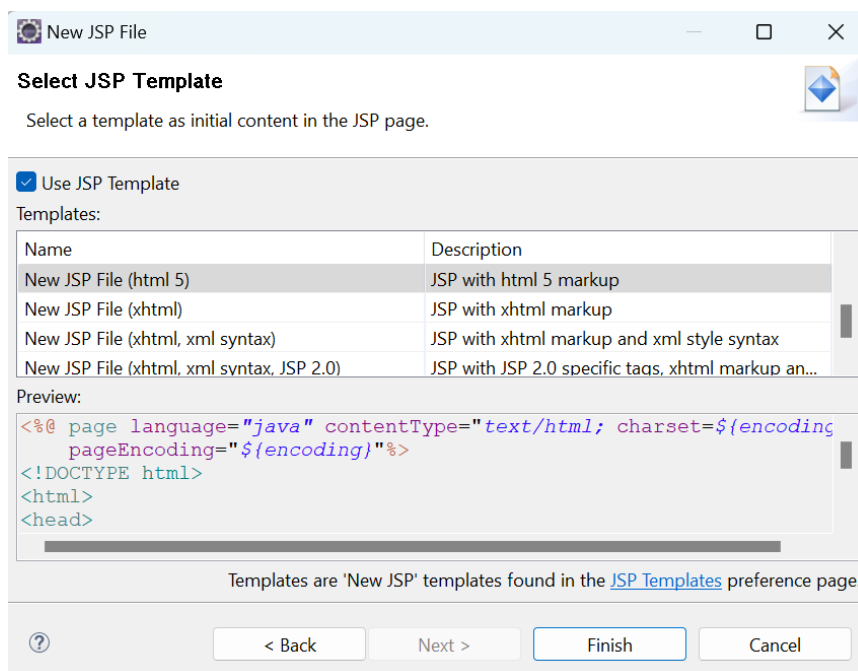 New JSP File
Select JSP Template
Select a template as initial content in the JSP page.
Use JSP Template
Templates:
Name Description
New JSP File (html 5) JSP with html 5 markup
New JSP File (xhtml) JSP with xhtml markup
New JSP File (xhtml, xml syntax) JSP with xhtml markup and xml style syntax
New JSP File (xhtml, xml syntax, JSP 2.0) JSP with JSP 2.0 specific tags, xhtml markup an...
Preview:
<%@ page language="java" contentType="text/html; charset=${encoding
pageEncoding="${encoding}"%>
<!DOCTYPE html>
<html>
<head>
Templates are 'New JSP' templates found in the JSP Templates preference page
? < Back Next > Finish Cancel